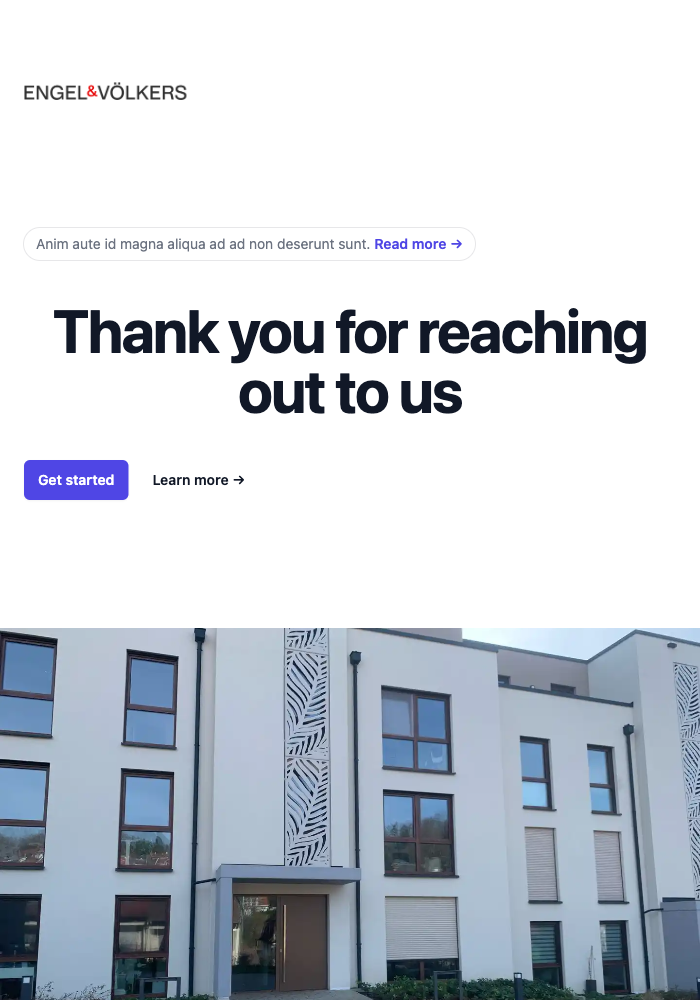 ENGEL&VÖLKERS
Anim aute id magna aliqua ad ad non deserunt sunt. Read more →
Thank you for reaching
out to us
Get started Learn more →